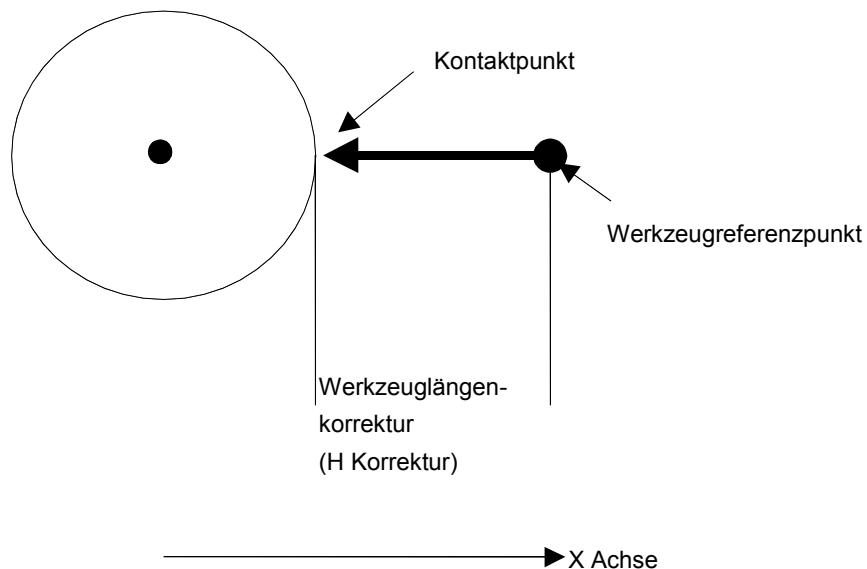 Kontaktpunkt
Werkzeugreferenzpunkt
Werkzeuglängen-
korrektur
(H Korrektur)
X Achse